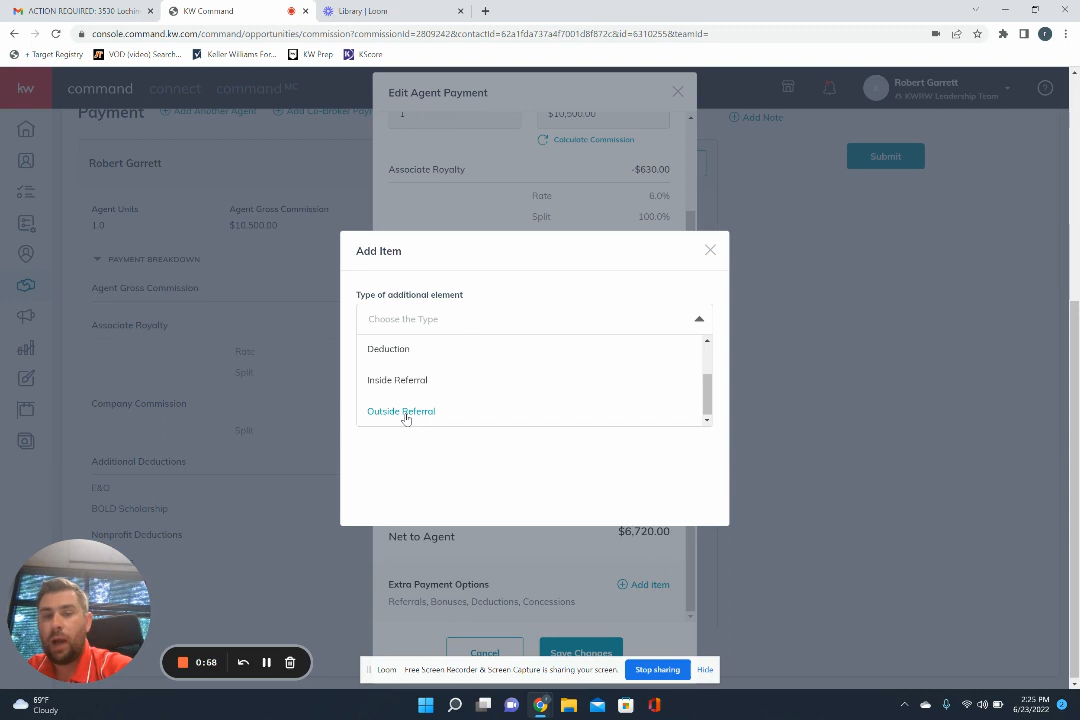 ACTION REQUIRED: 3530 Lochin
KW Command
Library | Loom
console.command.kw.com/command/opportunities/commission?commissionId=2809242&contactId=62a1fda737a4f7001d8f872c&id=6310255&teamId=
+ Target Registry
VOD (video) Search...
Keller Williams For...
KW Prep
KScore
kw
command
connect
command MC
Robert Garrett
KWRW Leadership Team
Payment
Add Another Agent
Add Co-Broker Pay
Edit Agent Payment
Add Note
1
$10,500.00
Calculate Commission
Submit
Robert Garrett
Associate Royalty
-$630.00
Rate
6.0%
Split
100.0%
Agent Units
Agent Gross Commission
1.0
$10,500.00
PAYMENT BREAKDOWN
Agent Gross Commission
Associate Royalty
Rate
Split
Company Commission
Split
Additional Deductions
E&O
BOLD Scholarship
Nonprofit Deductions
Add Item
Type of additional element
Choose the Type
Deduction
Inside Referral
Outside Referral
Net to Agent
$6,720.00
Extra Payment Options
Add item
Referrals, Bonuses, Deductions, Concessions
Cancel
Save Changes
0:68
Loom
Free Screen Recorder & Screen Capture is sharing your screen.
Stop sharing
Hide
69°F
Cloudy
2:25 PM
6/23/2022
2